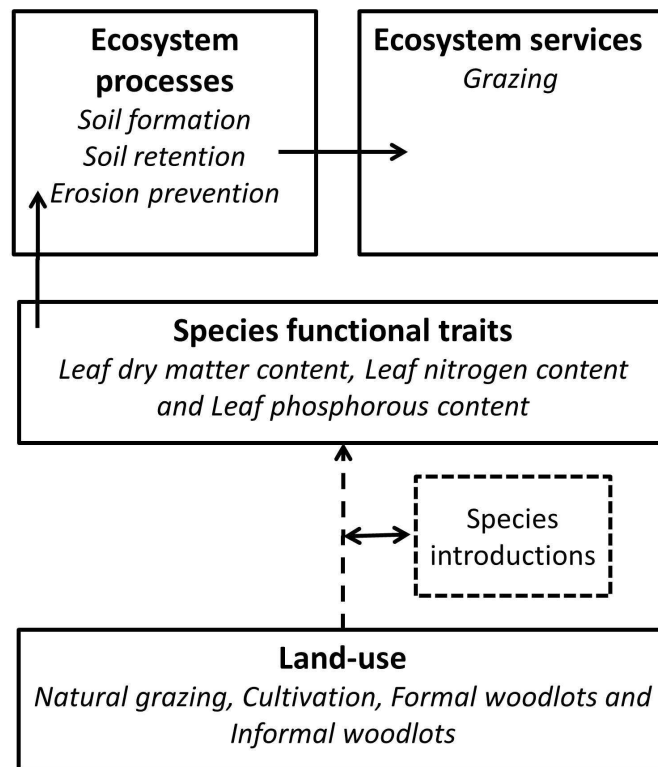 Ecosystem
processes
Soil formation
Soil retention
Erosion prevention
Ecosystem services
Grazing
Species functional traits
Leaf dry matter content, Leaf nitrogen content
and Leaf phosphorous content
Species
introductions
Land-use
Natural grazing, Cultivation, Formal woodlots and
Informal woodlots